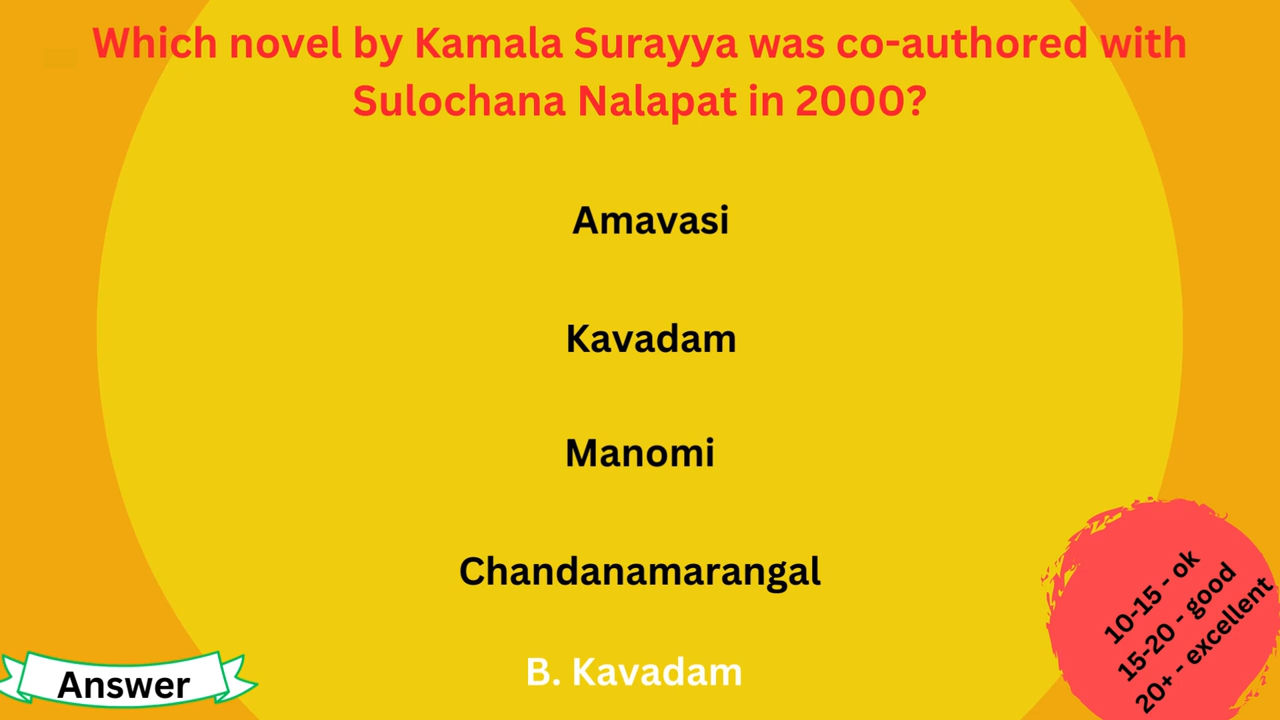 Which novel by Kamala Surayya was co-authored with
Sulochana Nalapat in 2000?
Amavasi
Kavadam
Manomi
Chandanamarangal
B. Kavadam
Answer
10-15 - ok
15-20 - good
20+ - excellent